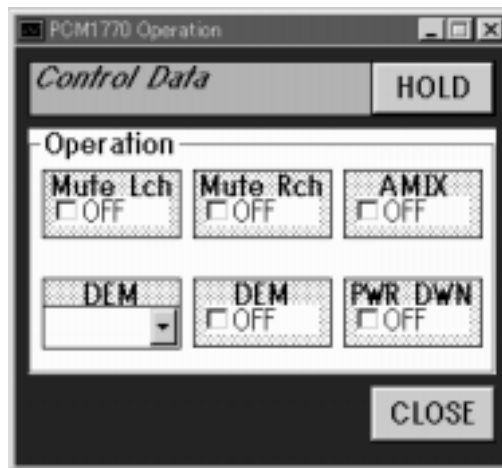 PCM1770 Operation
Control Data
HOLD
Operation
Mute Lch Mute Rch AMIX
OFF OFF OFF
DEM DEM PWR DWN
OFF OFF
CLOSE